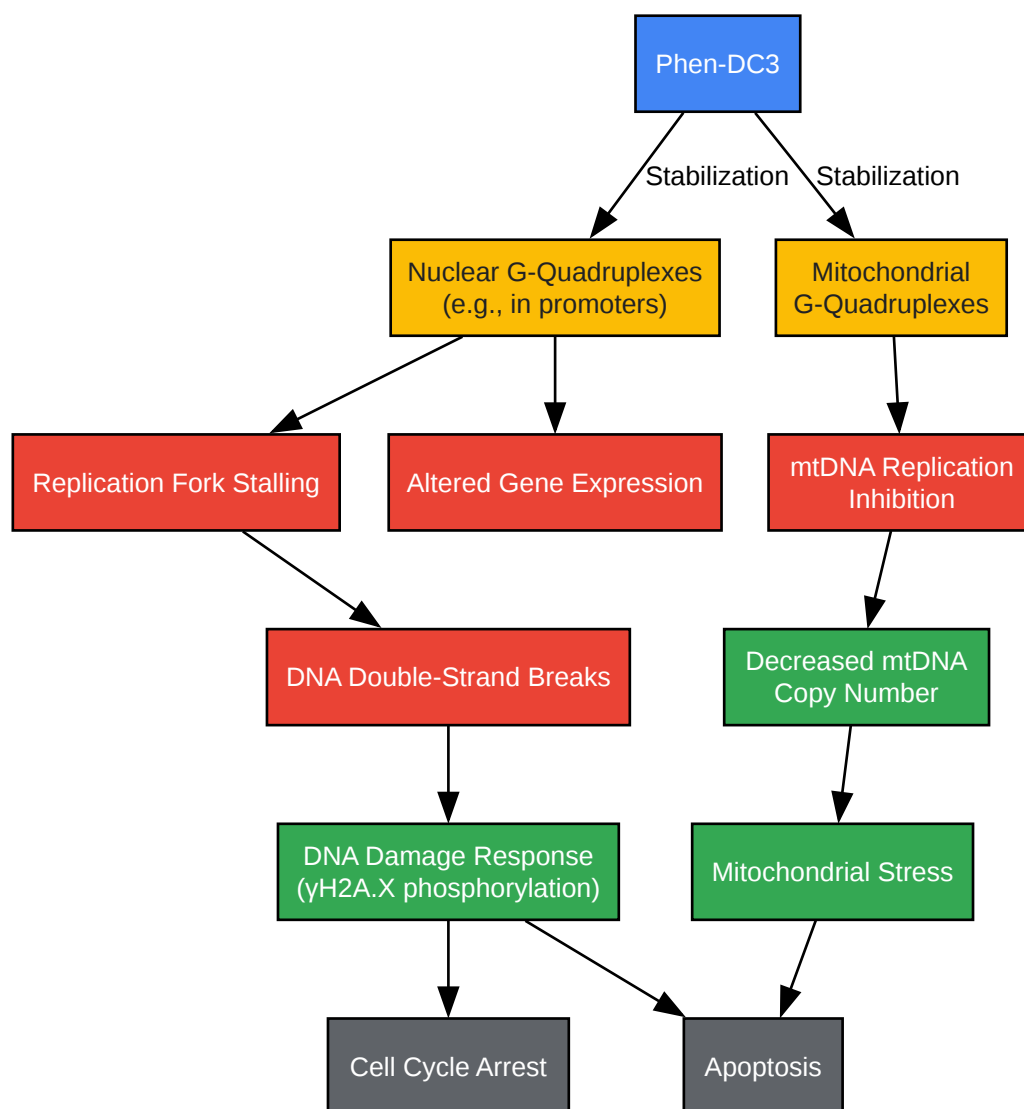 Phen-DC3
Stabilization
Stabilization
Nuclear G-Quadruplexes
(e.g., in promoters)
Mitochondrial
G-Quadruplexes
Replication Fork Stalling
Altered Gene Expression
mtDNA Replication
Inhibition
DNA Double-Strand Breaks
Decreased mtDNA
Copy Number
DNA Damage Response
(γH2A.X phosphorylation)
Mitochondrial Stress
Cell Cycle Arrest
Apoptosis